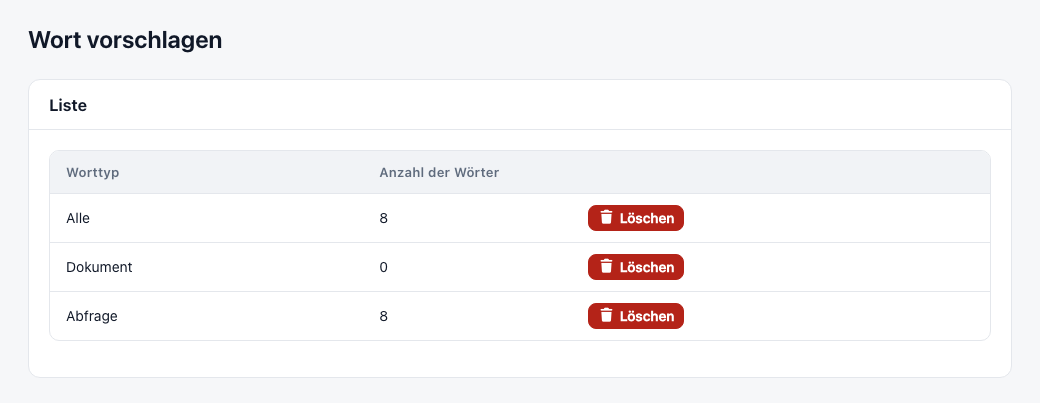 Wort vorschlagen
Liste
Worttyp Anzahl der Wörter
Alle 8 Löschen
Dokument 0 Löschen
Abfrage 8 Löschen